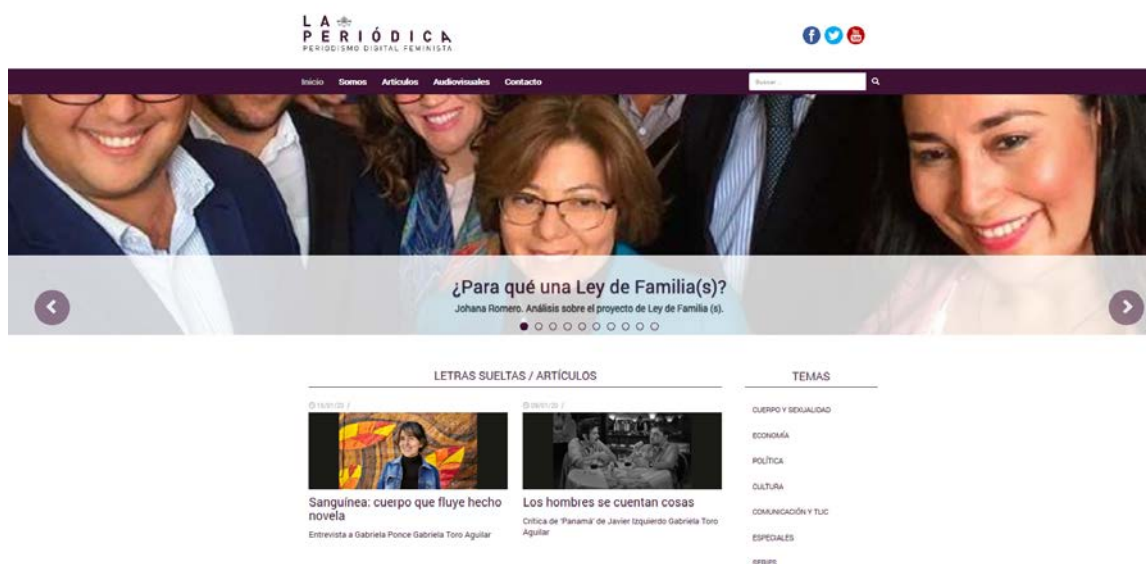 LA
PERIÓDICA
PERIODISMO DIGITAL FEMINISTA
Inicio Somos Artículos Audiovisuales Contacto
Buscar ...
¿Para qué una Ley de Familia(s)?
Johana Romero. Análisis sobre el proyecto de Ley de Familia (s).
LETRAS SUELTAS / ARTÍCULOS
TEMAS
Sanguínea: cuerpo que fluye hecho
novela
Entrevista a Gabriela Ponce Gabriela Toro Aguilar
Los hombres se cuentan cosas
Crítica de 'Panamá' de Javier Izquierdo Gabriela Toro
Aguilar
CUERPO Y SEXUALIDAD
ECONOMÍA
POLÍTICA
CULTURA
COMUNICACIÓN Y TUIC
ESPECIALES
SERIES